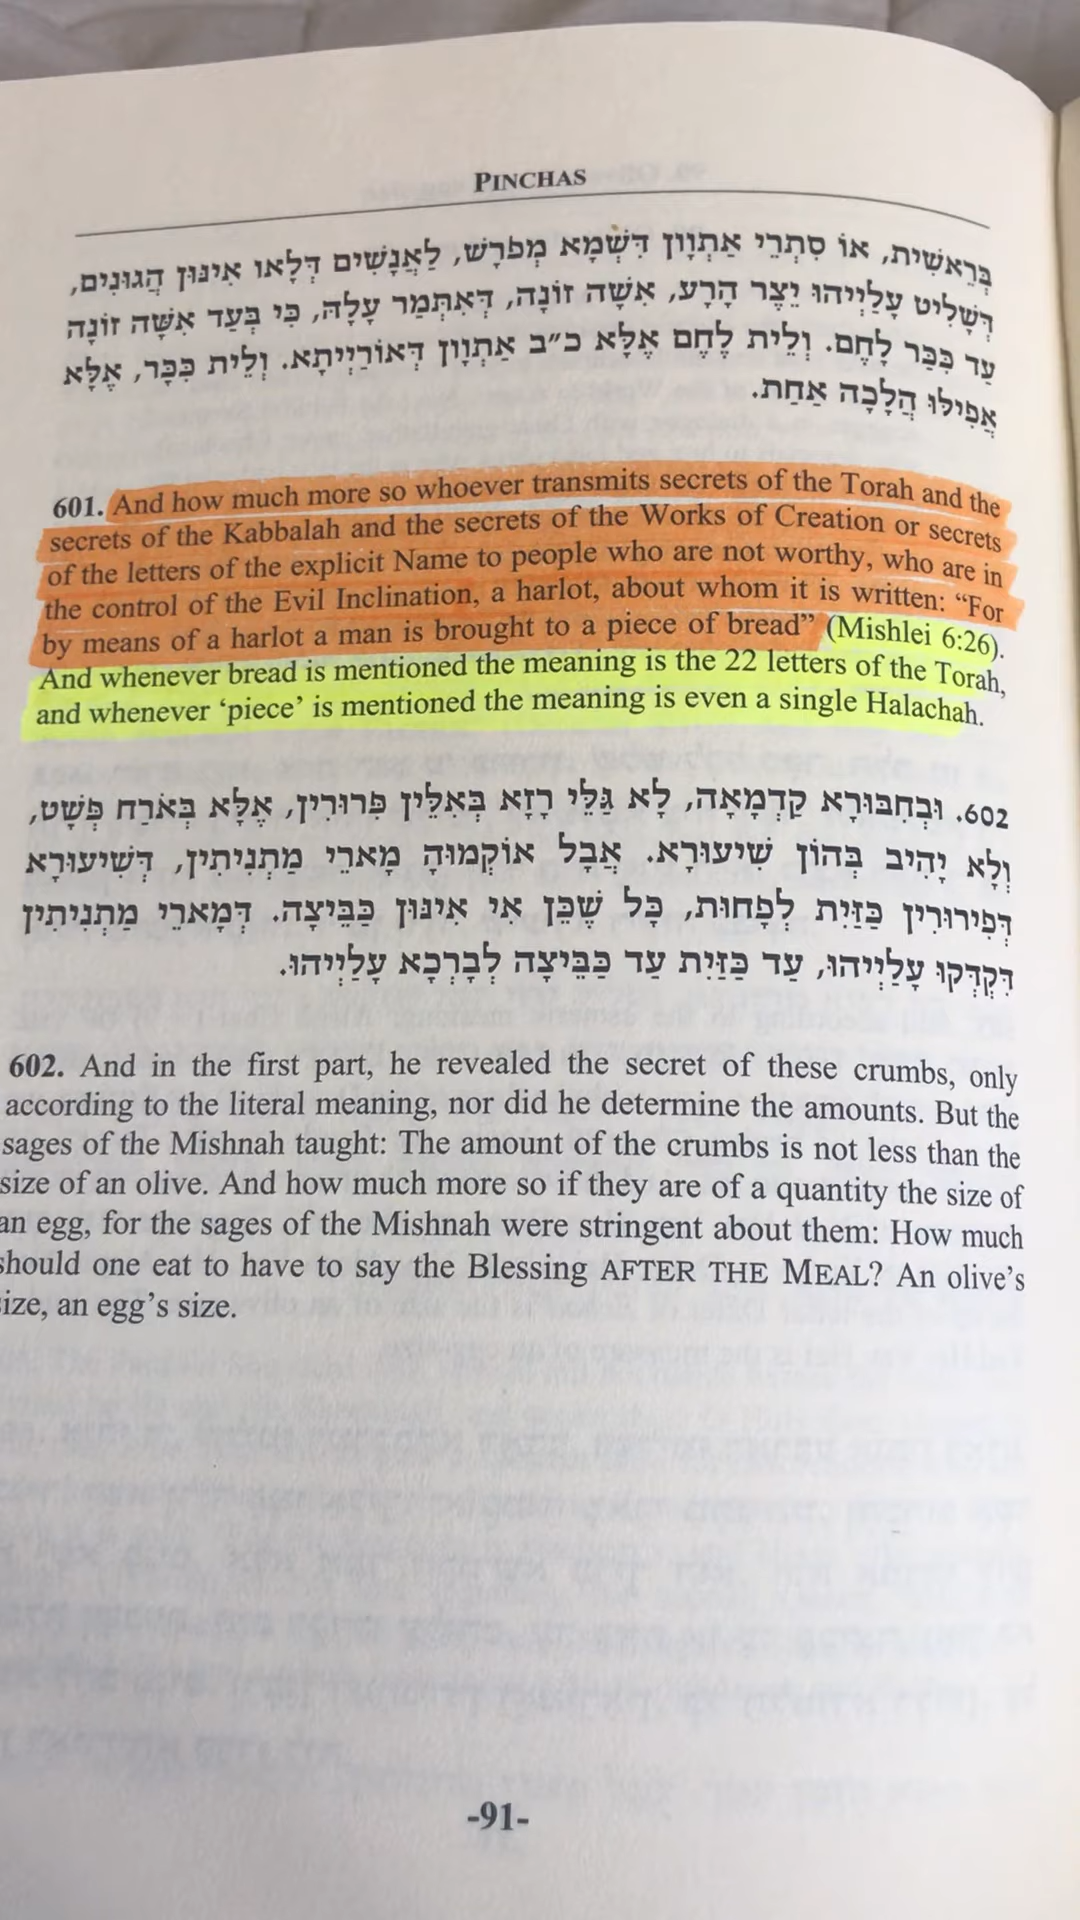 PINCHAS
בְּרֵאשִׁית, אוֹ סִתְרֵי אַתְוָון דִּשְׁמָא מְפֹרָשׁ, לַאֲנָשִׁים דְּלָאו אִינּוּן הֲגוּנִים,
דְּשָׁלִיט עָלַיְיהוּ יֵצֶר הָרָע, אִשָּׁה זוֹנָה, דְּאִתְּמַר עָלָהּ, כִּי בְּעַד אִשָּׁה זוֹנָה
עַד כִּכַּר לָחֶם. וְלֵית לֶחֶם אֶלָּא כ״ב אַתְוָון דְּאוֹרַיְיתָא. וְלֵית כִּכָּר, אֶלָּא
אֲפִילּוּ הֲלָכָה אַחַת.
601. And how much more so whoever transmits secrets of the Torah and the
secrets of the Kabbalah and the secrets of the Works of Creation or secrets
of the letters of the explicit Name to people who are not worthy, who are in
the control of the Evil Inclination, a harlot, about whom it is written: “For
by means of a harlot a man is brought to a piece of bread” (Mishlei 6:26).
And whenever bread is mentioned the meaning is the 22 letters of the Torah,
and whenever ‘piece’ is mentioned the meaning is even a single Halachah.
602. וּבְחִבּוּרָא קַדְמָאָה, לָא גַּלֵּי רָזָא בְּאִלֵּין פִּרוּרִין, אֶלָּא בְּאֹרַח פְּשָׁט,
וְלָא יָהִיב בְּהוֹן שִׁיעוּרָא. אֲבָל אוֹקְמוּהָ מָארֵי מַתְנִיתִין, דְּשִׁיעוּרָא
דְּפֵירוּרִין כַּזַּיִת לְפָחוּת, כָּל שֶׁכֵּן אִי אִינּוּן כַּבֵּיצָה. דְּמָארֵי מַתְנִיתִין
דִּקְדְּקוּ עָלַיְיהוּ, עַד כַּזַּיִת עַד כַּבֵּיצָה לְבָרְכָא עָלַיְיהוּ.
602. And in the first part, he revealed the secret of these crumbs, only
according to the literal meaning, nor did he determine the amounts. But the
sages of the Mishnah taught: The amount of the crumbs is not less than the
size of an olive. And how much more so if they are of a quantity the size of
an egg, for the sages of the Mishnah were stringent about them: How much
should one eat to have to say the Blessing AFTER THE MEAL? An olive’s
size, an egg’s size.
-91-